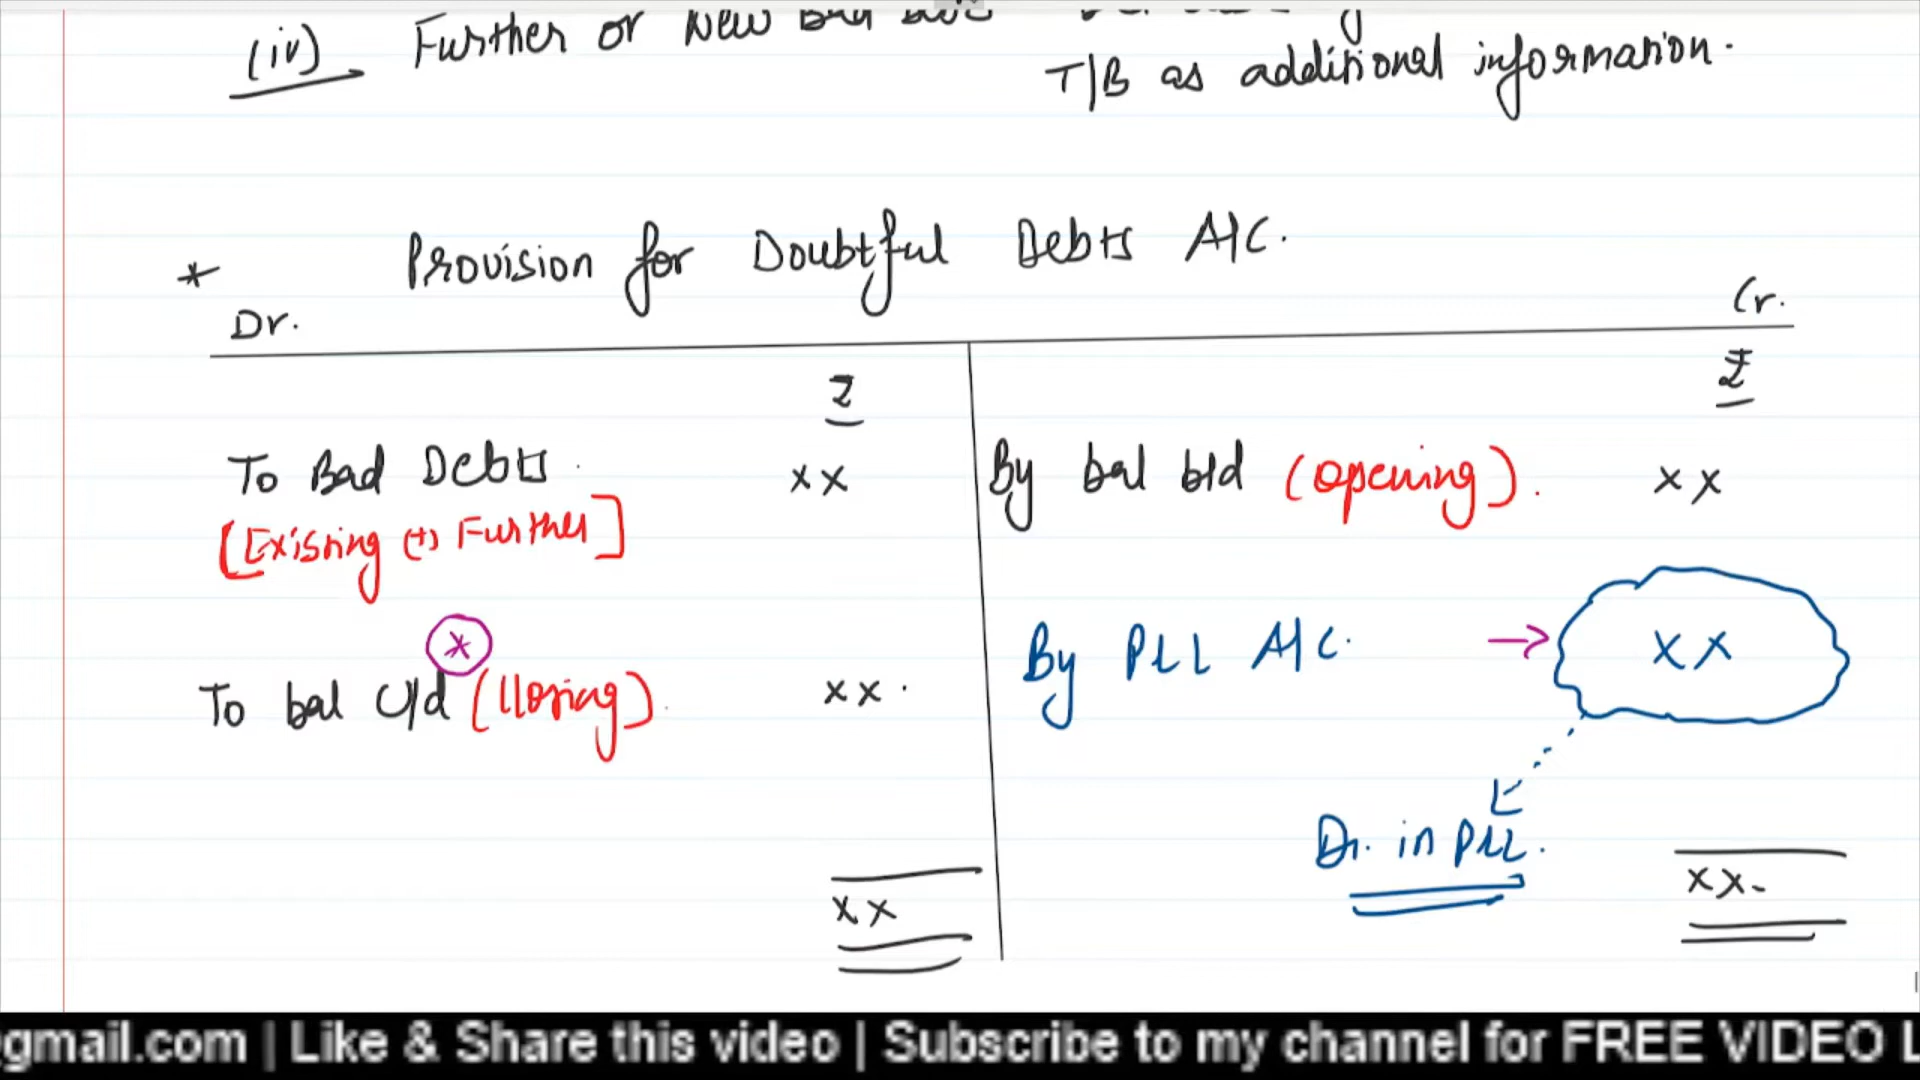 (iv) Further or New Bad
T/B as additional information.
* Provision for Doubtful Debts A/C.
Dr. Cr.
₹ ₹
To Bad Debts xx By bal b/d (opening). xx
[Existing (+) Further]
*
By P&L A/C. → xx
To bal c/d (closing). xx.
Dr. in P&L.
xx xx.
gmail.com | Like & Share this video | Subscribe to my channel for FREE VIDEO L